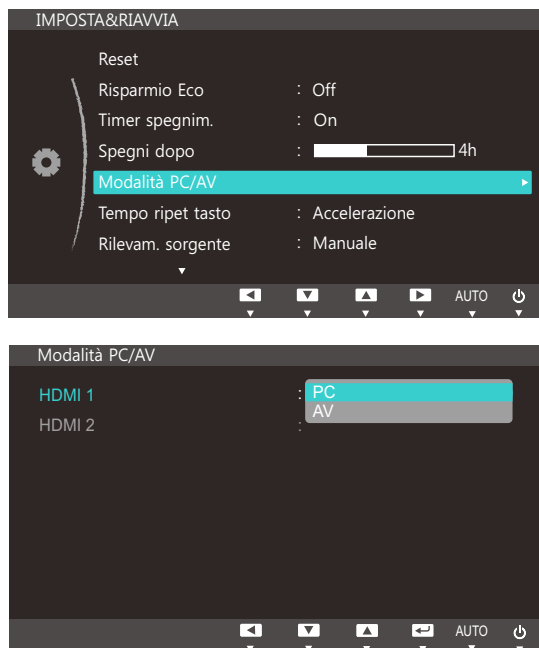 IMPOSTA&RIAVVIA
Reset
Risparmio Eco : Off
Timer spegnim. : On
Spegni dopo : 4h
Modalità PC/AV
Tempo ripet tasto : Accelerazione
Rilevam. sorgente : Manuale
AUTO
Modalità PC/AV
HDMI 1 : PC
AV
HDMI 2 :
AUTO